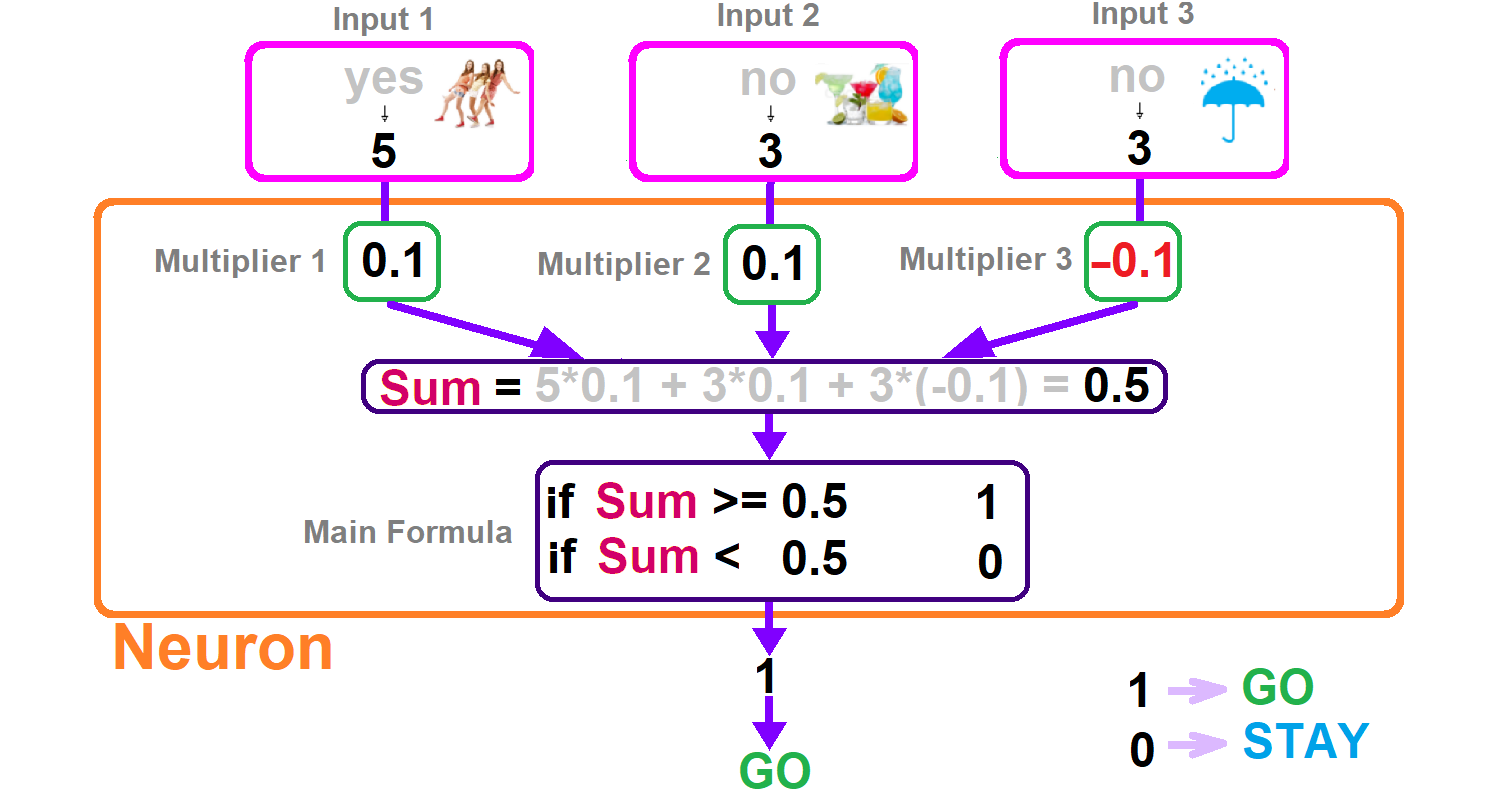 Input 1
Input 2
Input 3
yes
no
no
5
3
3
Multiplier 1
0.1
Multiplier 2
0.1
Multiplier 3
-0.1
Sum = 5*0.1 + 3*0.1 + 3*(-0.1) = 0.5
Main Formula
if Sum >= 0.5 1
if Sum < 0.5 0
Neuron
1
GO
1 GO
0 STAY